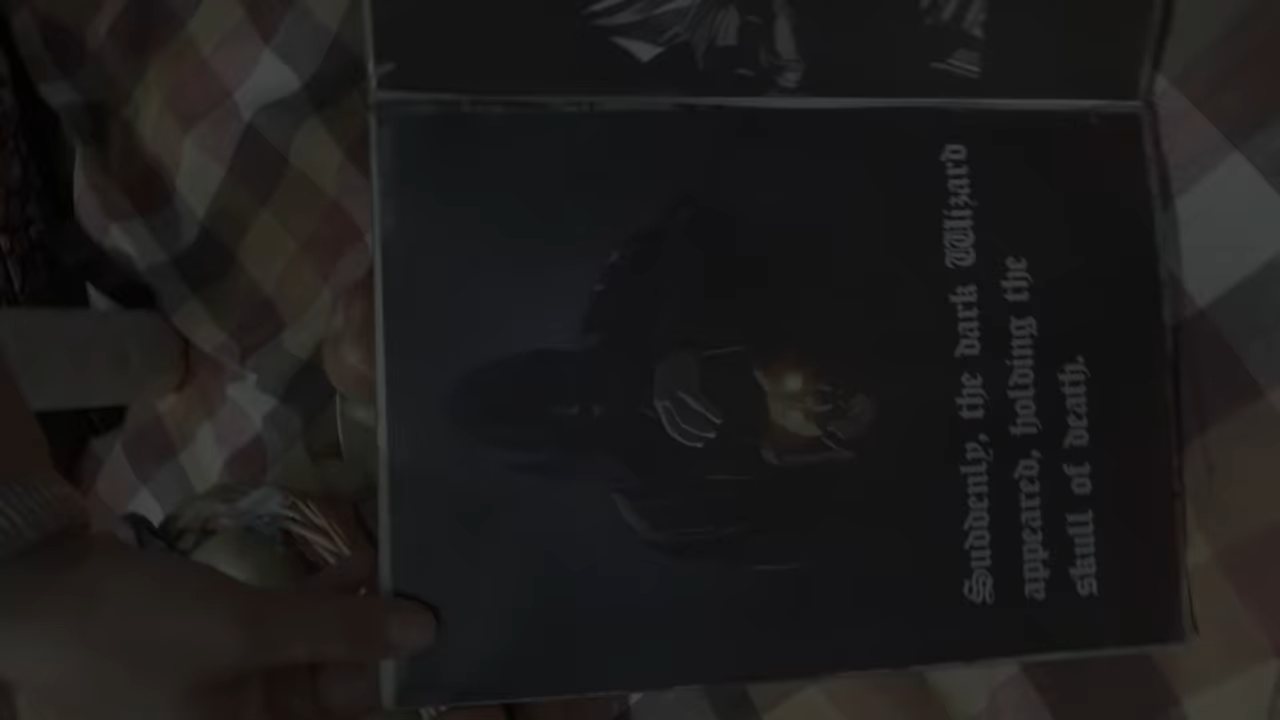 Suddenly, the dark Wizard
appeared, holding the
skull of death.